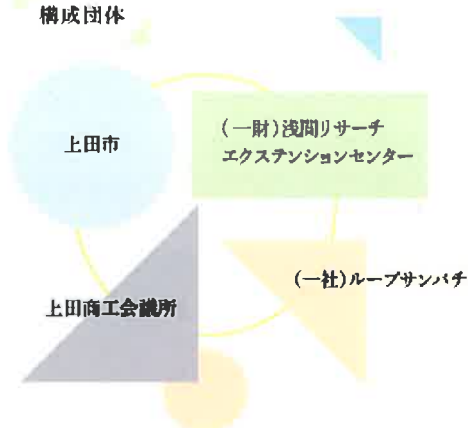 構成団体
上田市
(一財)浅間リサーチ
エクステンションセンター
(一社)ループサンパチ
上田商工会議所